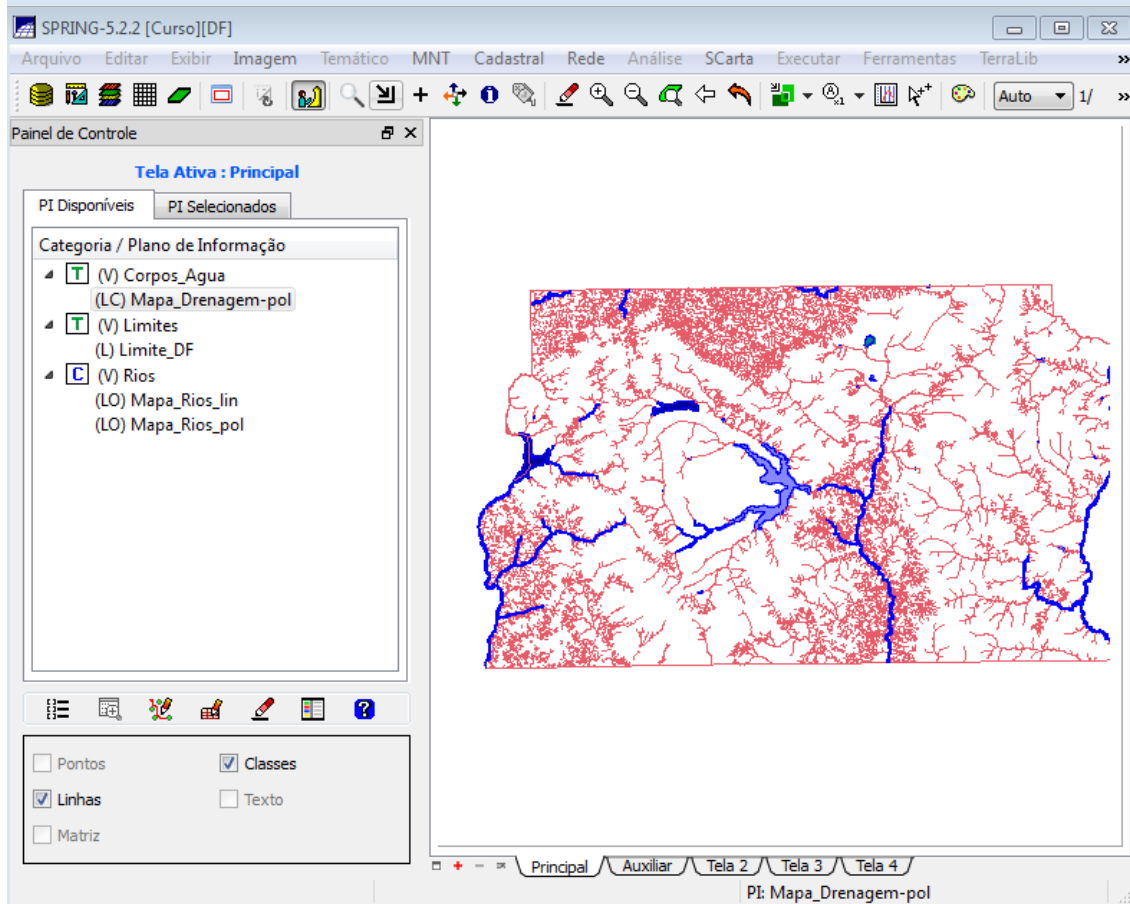 SPRING-5.2.2 [Curso][DF]
Arquivo Editar Exibir Imagem Temático MNT Cadastral Rede Análise SCarta Executar Ferramentas TerraLib »
Auto 1/ »
Painel de Controle
Tela Ativa : Principal
PI Disponíveis PI Selecionados
Categoria / Plano de Informação
T (V) Corpos_Agua
(LC) Mapa_Drenagem-pol
T (V) Limites
(L) Limite_DF
C (V) Rios
(LO) Mapa_Rios_lin
(LO) Mapa_Rios_pol
Pontos Classes
Linhas Texto
Matriz
Principal Auxiliar Tela 2 Tela 3 Tela 4
PI: Mapa_Drenagem-pol